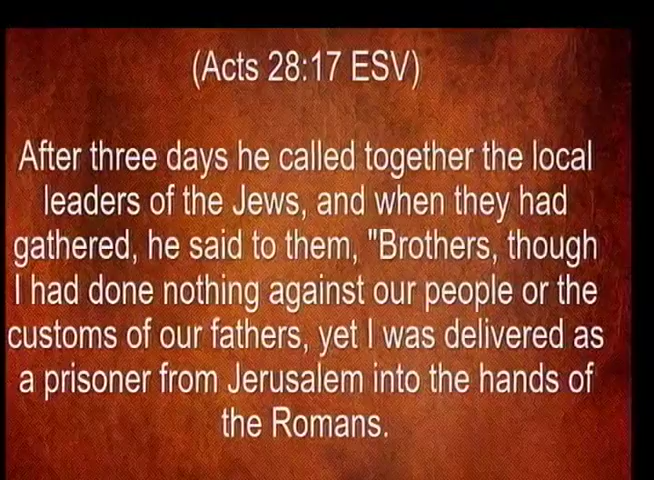 (Acts 28:17 ESV)
After three days he called together the local
leaders of the Jews, and when they had
gathered, he said to them, "Brothers, though
I had done nothing against our people or the
customs of our fathers, yet I was delivered as
a prisoner from Jerusalem into the hands of
the Romans.